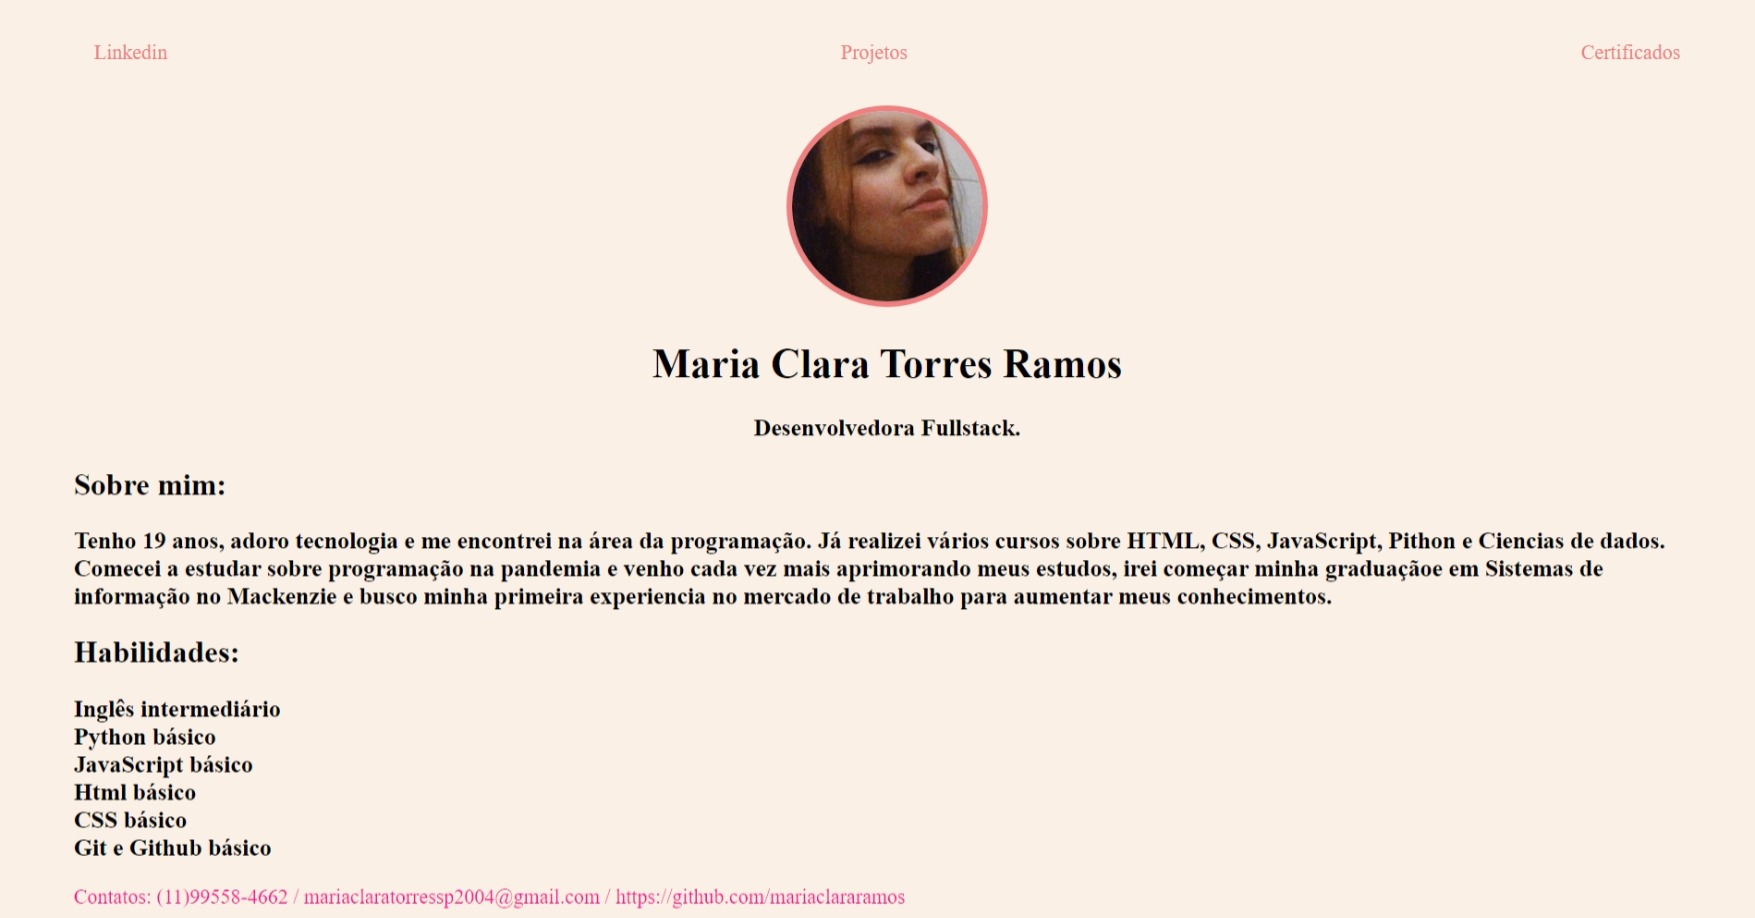 Linkedin Projetos Certificados
Maria Clara Torres Ramos
Desenvolvedora Fullstack.
Sobre mim:
Tenho 19 anos, adoro tecnologia e me encontrei na área da programação. Já realizei vários cursos sobre HTML, CSS, JavaScript, Pithon e Ciencias de dados.
Comecei a estudar sobre programação na pandemia e venho cada vez mais aprimorando meus estudos, irei começar minha graduaçãoe em Sistemas de
informação no Mackenzie e busco minha primeira experiencia no mercado de trabalho para aumentar meus conhecimentos.
Habilidades:
Inglês intermediário
Python básico
JavaScript básico
Html básico
CSS básico
Git e Github básico
Contatos: (11)99558-4662 / mariaclaratorressp2004@gmail.com / https://github.com/mariaclararamos